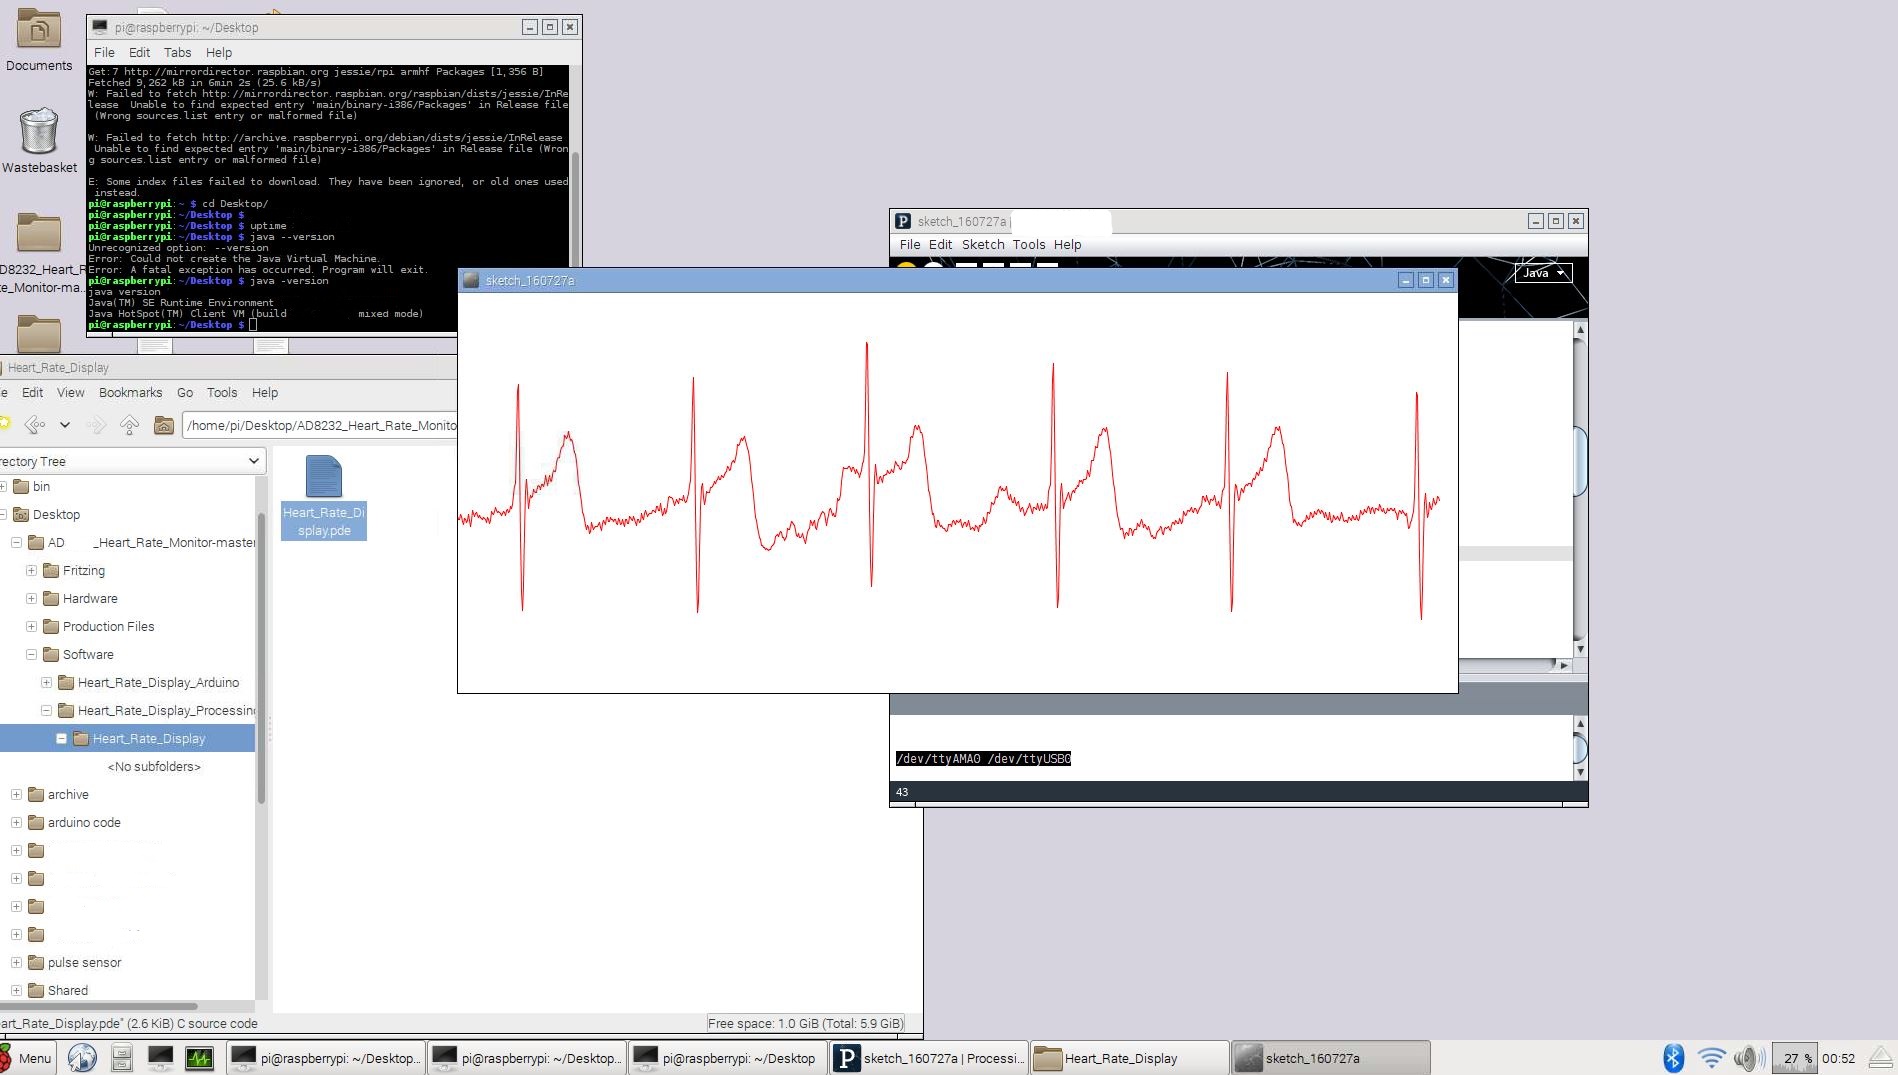 Documents
Wastebasket
D8232_Heart_R
te_Monitor-ma...
pi@raspberrypi: ~/Desktop
File Edit Tabs Help
Get:7 http://mirrordirector.raspbian.org jessie/rpi armhf Packages [1,356 B]
Fetched 9,262 kB in 6min 2s (25.6 kB/s)
W: Failed to fetch http://mirrordirector.raspbian.org/raspbian/dists/jessie/InRe
lease  Unable to find expected entry 'main/binary-i386/Packages' in Release file
(Wrong sources.list entry or malformed file)
W: Failed to fetch http://archive.raspberrypi.org/debian/dists/jessie/InRelease
Unable to find expected entry 'main/binary-i386/Packages' in Release file (Wron
g sources.list entry or malformed file)
E: Some index files failed to download. They have been ignored, or old ones used
instead.
pi@raspberrypi:~ $ cd Desktop/
pi@raspberrypi:~/Desktop $
pi@raspberrypi:~/Desktop $ uptime
pi@raspberrypi:~/Desktop $ java --version
Unrecognized option: --version
Error: Could not create the Java Virtual Machine.
Error: A fatal exception has occurred. Program will exit.
pi@raspberrypi:~/Desktop $ java -version
java version
Java(TM) SE Runtime Environment
Java HotSpot(TM) Client VM (build mixed mode)
pi@raspberrypi:~/Desktop $
sketch_160727a |
File Edit Sketch Tools Help
Java
sketch_160727a
Heart_Rate_Display
e Edit View Bookmarks Go Tools Help
/home/pi/Desktop/AD8232_Heart_Rate_Monito
rectory Tree
bin
Desktop
AD _Heart_Rate_Monitor-master
Fritzing
Hardware
Production Files
Software
Heart_Rate_Display_Arduino
Heart_Rate_Display_Processing
Heart_Rate_Display
<No subfolders>
archive
arduino code
pulse sensor
Shared
Heart_Rate_Di
splay.pde
/dev/ttyAMA0 /dev/ttyUSB0
43
art_Rate_Display.pde" (2.6 KiB) C source code
Free space: 1.0 GiB (Total: 5.9 GiB)
Menu
pi@raspberrypi: ~/Desktop...
pi@raspberrypi: ~/Desktop...
pi@raspberrypi: ~/Desktop
P sketch_160727a | Processi...
Heart_Rate_Display
sketch_160727a
27 %
00:52